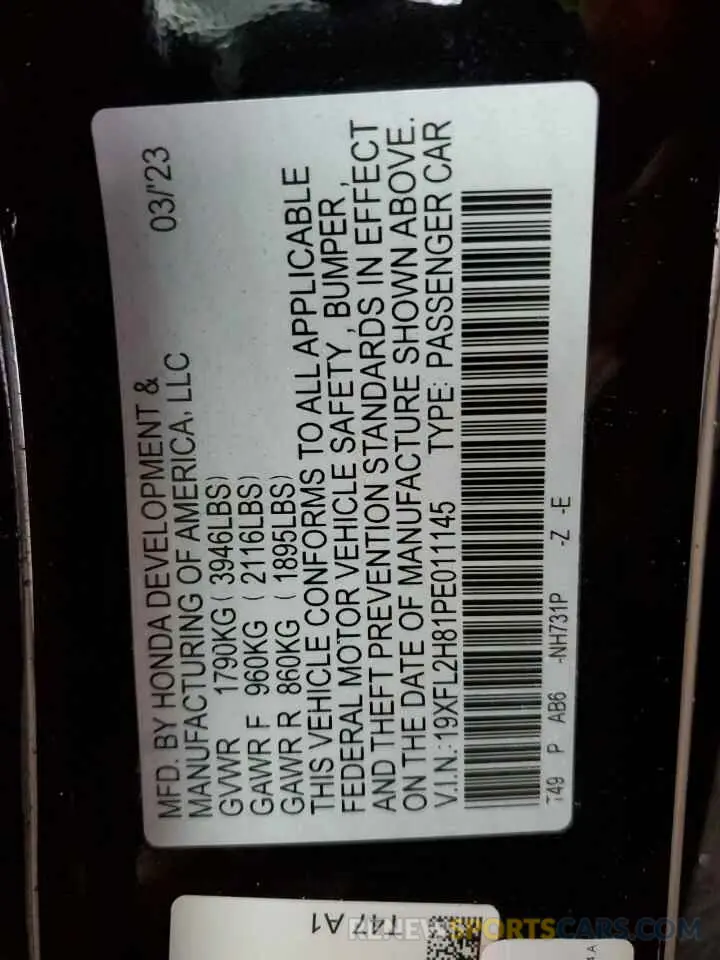 MFD. BY HONDA DEVELOPMENT &
MANUFACTURING OF AMERICA, LLC 03/'23
GVWR 1790KG ( 3946LBS)
GAWR F 960KG ( 2116LBS)
GAWR R 860KG ( 1895LBS)
THIS VEHICLE CONFORMS TO ALL APPLICABLE
FEDERAL MOTOR VEHICLE SAFETY , BUMPER ,
AND THEFT PREVENTION STANDARDS IN EFFECT
ON THE DATE OF MANUFACTURE SHOWN ABOVE.
V.I.N.: 19XFL2H81PE011145 TYPE: PASSENGER CAR
T49 P AB6 -NH731P -Z -E
T47 A1
RENEWSPORTSCARS.COM